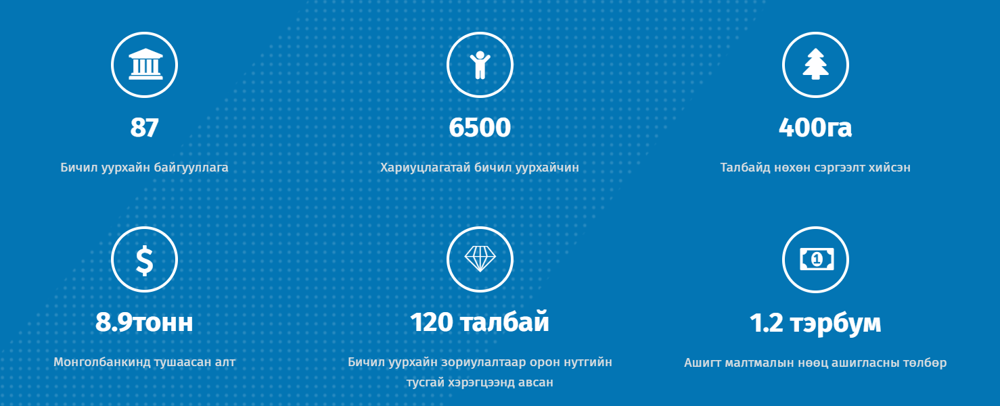 87
Бичил уурхайн байгууллага
6500
Хариуцлагатай бичил уурхайчин
400га
Талбайд нөхөн сэргээлт хийсэн
8.9тонн
Монголбанкинд тушаасан алт
120 талбай
Бичил уурхайн зориулалтаар орон нутгийн
тусгай хэрэгцээнд авсан
1
1.2 тэрбум
Ашигт малтмалын нөөц ашигласны төлбөр